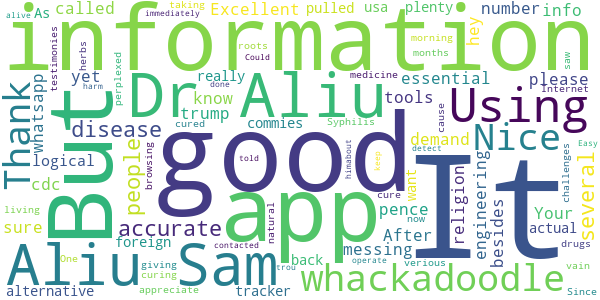 information
good
It
But
app
Dr Aliu
Aliu Sam
Using
Nice
Thank
whackadoodle
As
called
taking
Excellent
pulled
usa
plenty
number
info
hey
immediately
alive
months
morning
saw
roots
Could
herbs
testimonies
whatsapp
yet
perplexed
really
know
trump
essential
please
tools
medicine
done
harm
Internet
disease
people
cured
Syphilis
commies
demand
cause
logical
browsing
told
himabout
keep
detect
Easy
cdc
want
pence
now
religion
engineering
besides
several
challenges
sure
accurate
natural
cure
After
Your
actual
living
foreign
contacted
back
messing
drugs
One
giving
curing
trou
operate
verious
vain
alternative
tracker
appreciate
Since